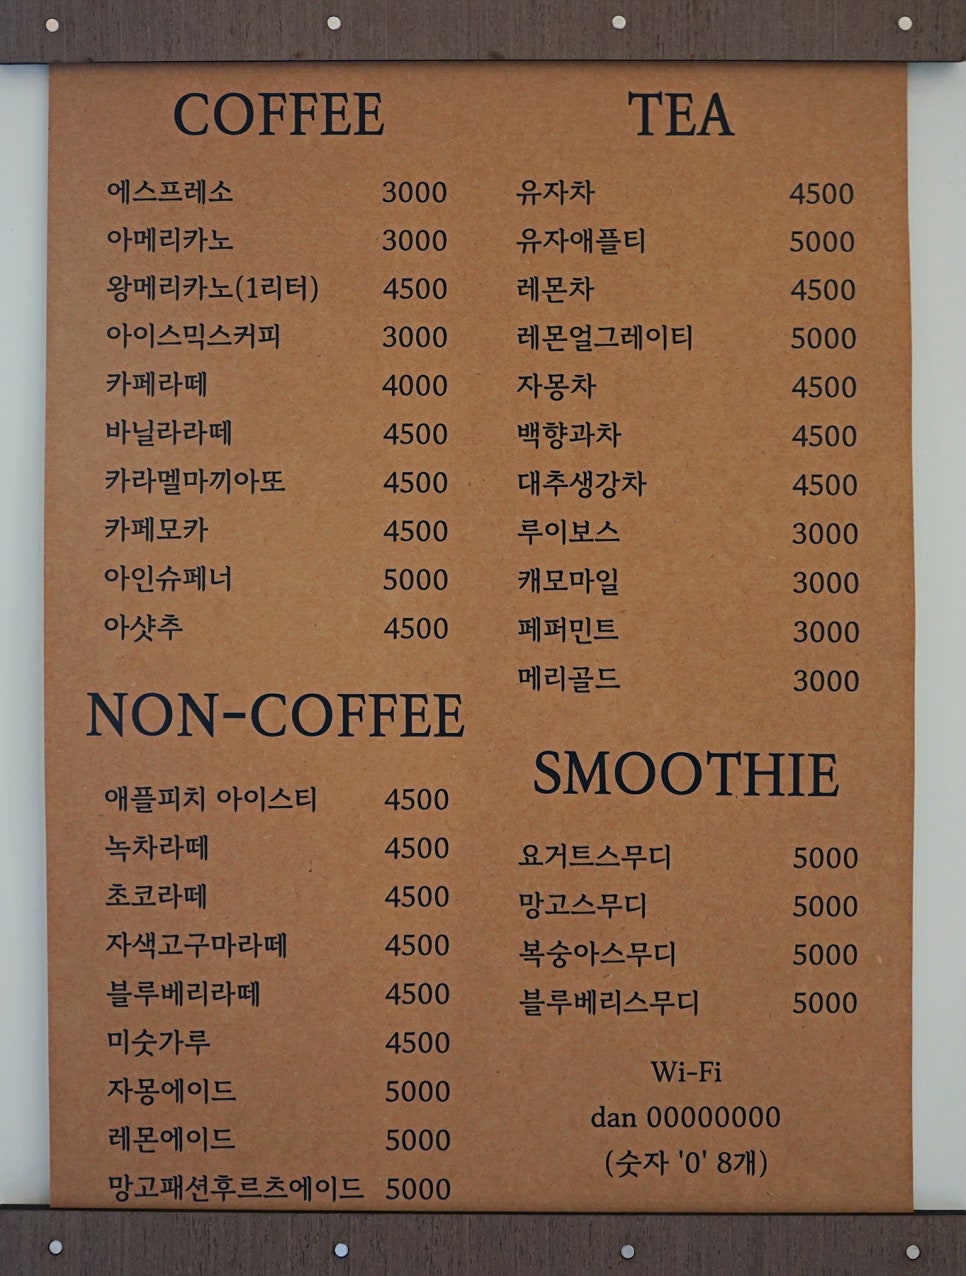 COFFEE
에스프레소 3000
아메리카노 3000
왕메리카노(1리터) 4500
아이스믹스커피 3000
카페라떼 4000
바닐라라떼 4500
카라멜마끼아또 4500
카페모카 4500
아인슈페너 5000
아샷추 4500
NON-COFFEE
애플피치 아이스티 4500
녹차라떼 4500
초코라떼 4500
자색고구마라떼 4500
블루베리라떼 4500
미숫가루 4500
자몽에이드 5000
레몬에이드 5000
망고패션후르츠에이드 5000
TEA
유자차 4500
유자애플티 5000
레몬차 4500
레몬얼그레이티 5000
자몽차 4500
백향과차 4500
대추생강차 4500
루이보스 3000
캐모마일 3000
페퍼민트 3000
메리골드 3000
SMOOTHIE
요거트스무디 5000
망고스무디 5000
복숭아스무디 5000
블루베리스무디 5000
Wi-Fi
dan 00000000
(숫자 '0' 8개)